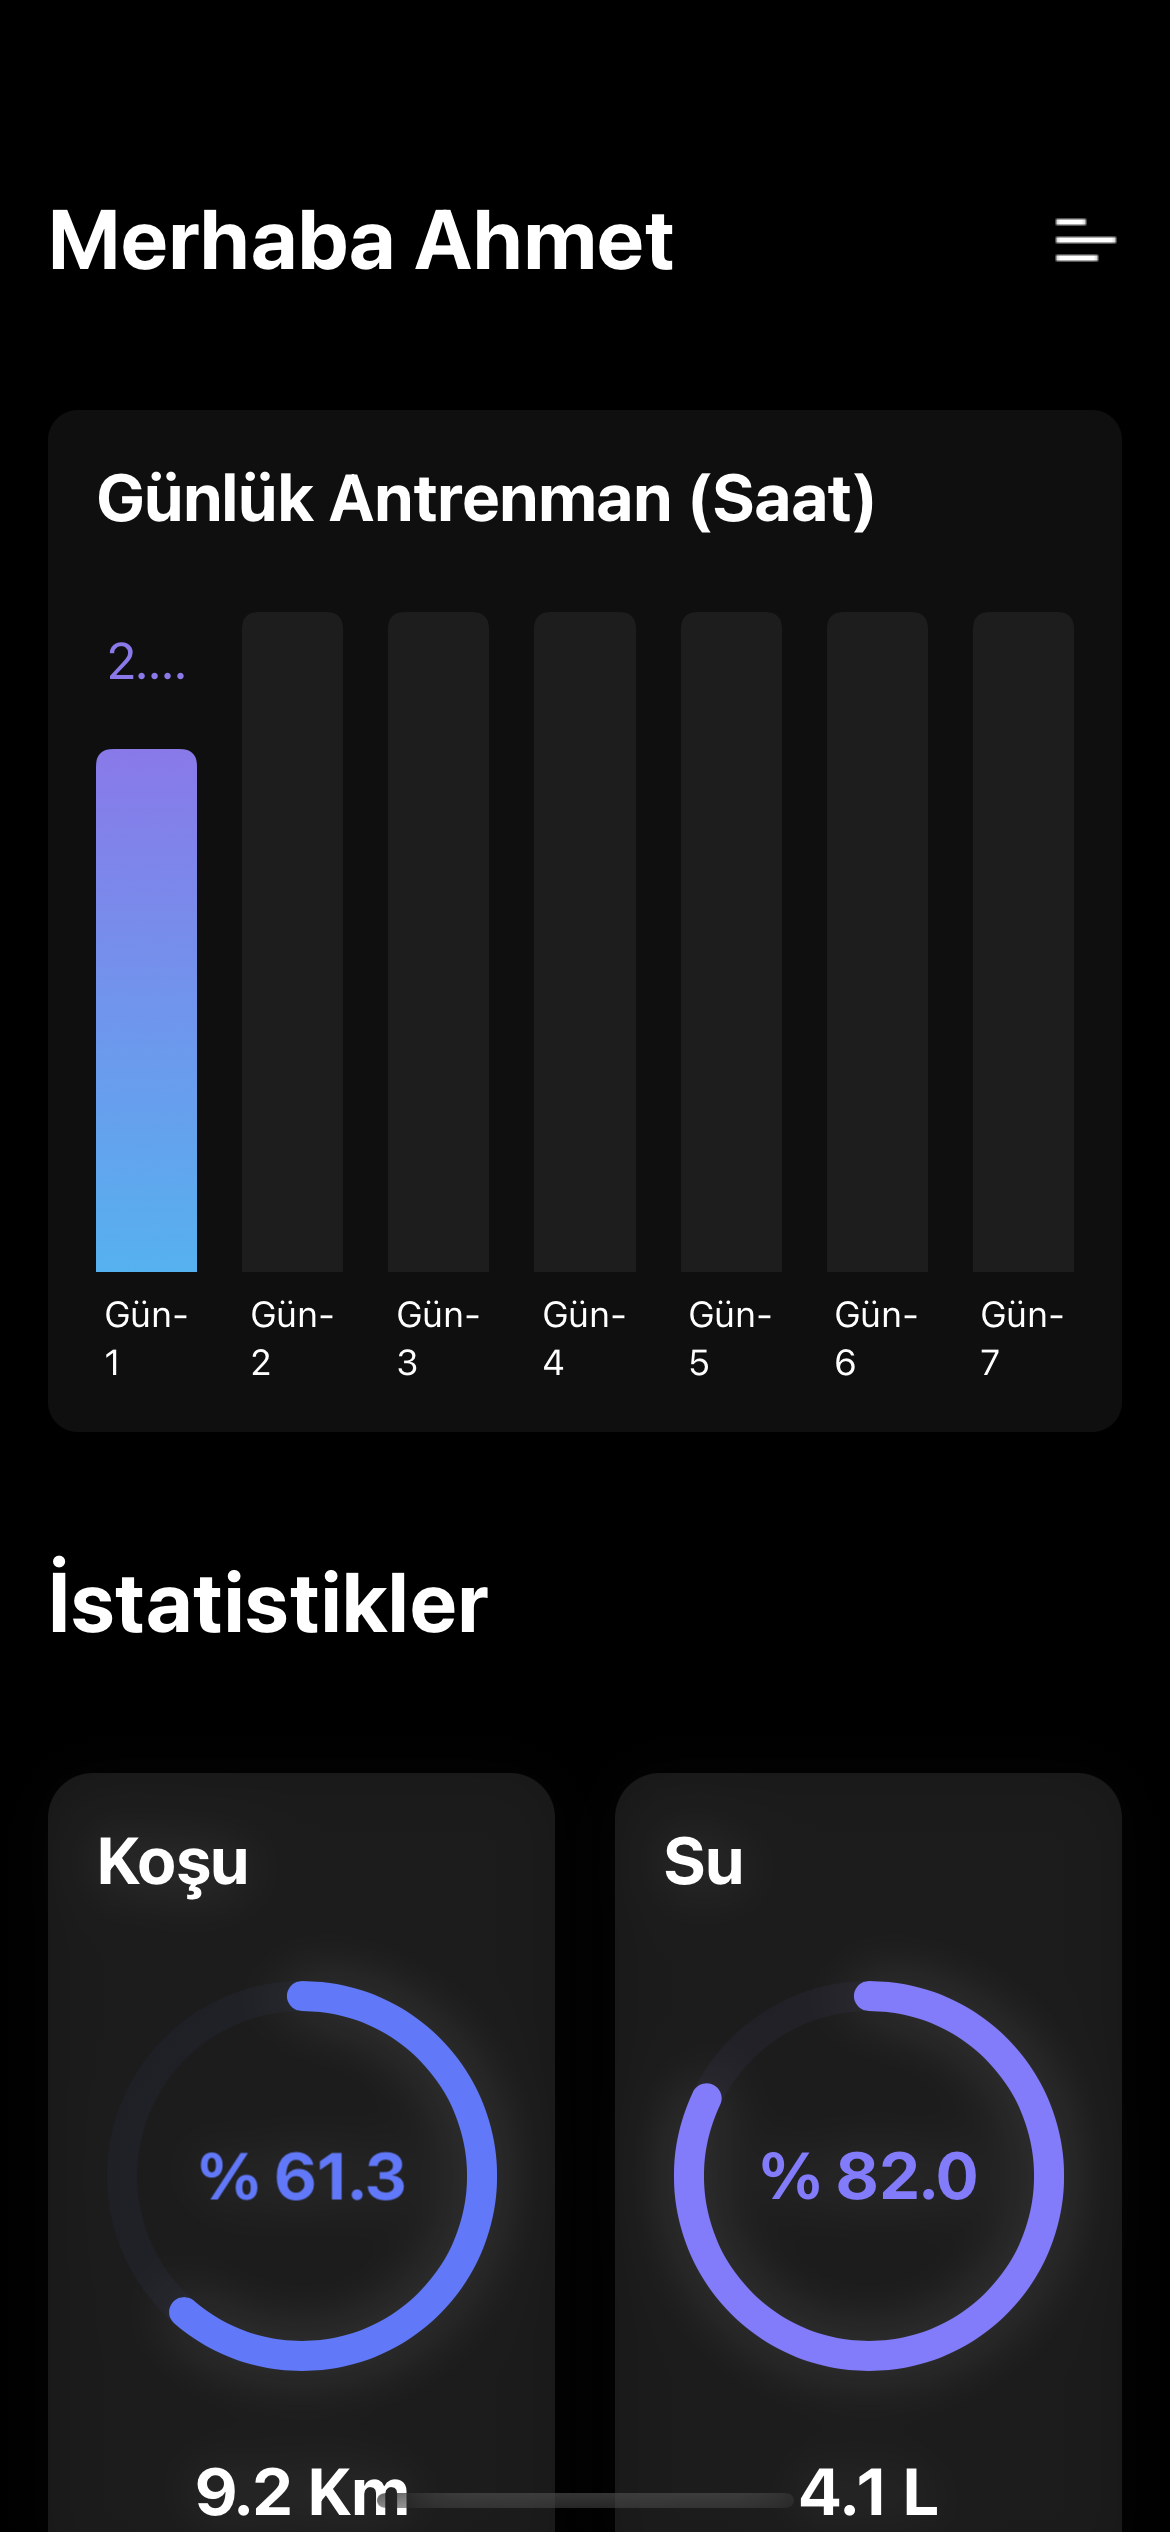 Merhaba Ahmet
Günlük Antrenman (Saat)
2....
Gün-
1
Gün-
2
Gün-
3
Gün-
4
Gün-
5
Gün-
6
Gün-
7
İstatistikler
Koşu
% 61.3
9.2 Km
Su
% 82.0
4.1 L